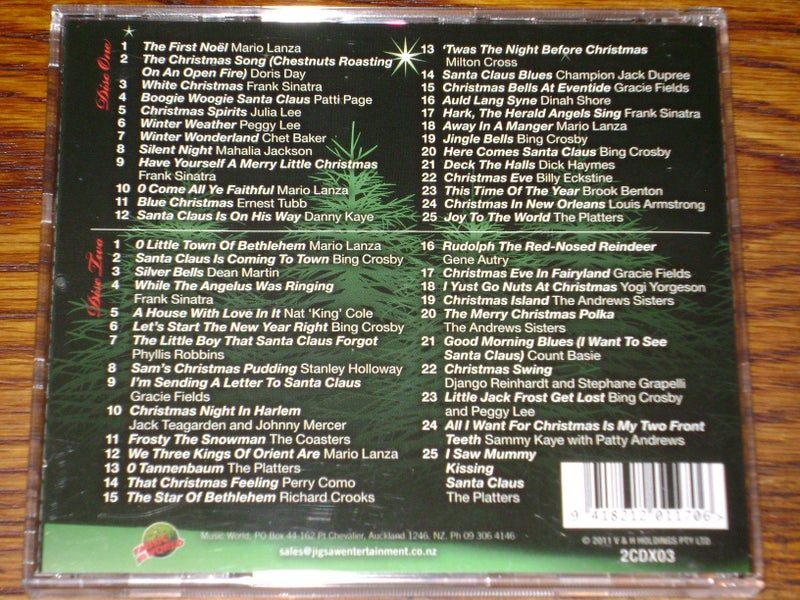 Disc One
1 The First Noël Mario Lanza
2 The Christmas Song (Chestnuts Roasting
On An Open Fire) Doris Day
3 White Christmas Frank Sinatra
4 Boogie Woogie Santa Claus Patti Page
5 Christmas Spirits Julia Lee
6 Winter Weather Peggy Lee
7 Winter Wonderland Chet Baker
8 Silent Night Mahalia Jackson
9 Have Yourself A Merry Little Christmas
Frank Sinatra
10 O Come All Ye Faithful Mario Lanza
11 Blue Christmas Ernest Tubb
12 Santa Claus Is On His Way Danny Kaye
13 'Twas The Night Before Christmas
Milton Cross
14 Santa Claus Blues Champion Jack Dupree
15 Christmas Bells At Eventide Gracie Fields
16 Auld Lang Syne Dinah Shore
17 Hark, The Herald Angels Sing Frank Sinatra
18 Away In A Manger Mario Lanza
19 Jingle Bells Bing Crosby
20 Here Comes Santa Claus Bing Crosby
21 Deck The Halls Dick Haymes
22 Christmas Eve Billy Eckstine
23 This Time Of The Year Brook Benton
24 Christmas In New Orleans Louis Armstrong
25 Joy To The World The Platters
Disc Two
1 O Little Town Of Bethlehem Mario Lanza
2 Santa Claus Is Coming To Town Bing Crosby
3 Silver Bells Dean Martin
4 While The Angelus Was Ringing
Frank Sinatra
5 A House With Love In It Nat 'King' Cole
6 Let's Start The New Year Right Bing Crosby
7 The Little Boy That Santa Claus Forgot
Phyllis Robbins
8 Sam's Christmas Pudding Stanley Holloway
9 I'm Sending A Letter To Santa Claus
Gracie Fields
10 Christmas Night In Harlem
Jack Teagarden and Johnny Mercer
11 Frosty The Snowman The Coasters
12 We Three Kings Of Orient Are Mario Lanza
13 O Tannenbaum The Platters
14 That Christmas Feeling Perry Como
15 The Star Of Bethlehem Richard Crooks
16 Rudolph The Red-Nosed Reindeer
Gene Autry
17 Christmas Eve In Fairyland Gracie Fields
18 I Yust Go Nuts At Christmas Yogi Yorgeson
19 Christmas Island The Andrews Sisters
20 The Merry Christmas Polka
The Andrews Sisters
21 Good Morning Blues (I Want To See
Santa Claus) Count Basie
22 Christmas Swing
Django Reinhardt and Stephane Grapelli
23 Little Jack Frost Get Lost Bing Crosby
and Peggy Lee
24 All I Want For Christmas Is My Two Front
Teeth Sammy Kaye with Patty Andrews
25 I Saw Mummy
Kissing
Santa Claus
The Platters
9 418212 011706
MUSIC WORLD
Music World, PO Box 44-162 Pt Chevalier, Auckland 1246, NZ. Ph 09 306 4146
sales@jigsawentertainment.co.nz
© 2011 V & H HOLDINGS PTY LTD
2CDX03